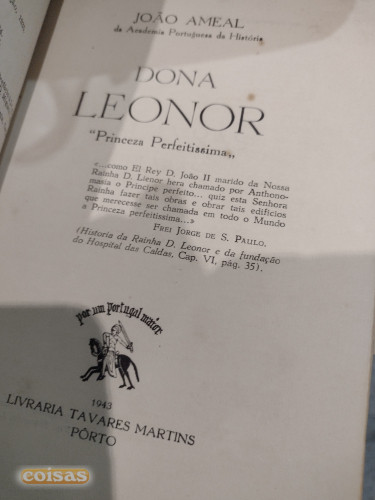 JOÃO AMEAL
da Academia Portuguesa da História
DONA
LEONOR
"Princeza Perfeitissima„
«...como El Rey D. João II marido da Nossa
Rainha D. Lienor hera chamado por Anthono-
masta o Principe perfeito... quiz esta Senhora
Rainha fazer tais obras e obrar tais edificios
que merecesse ser chamada em todo o Mundo
a Princeza perfeitissima...»
FREI JORGE DE S. PAULO.
(Historia da Rainha D. Leonor e da fundação
do Hospital das Caldas, Cap. VI, pág. 35).
por um portugal maior
1943
LIVRARIA TAVARES MARTINS
PÔRTO
coisas